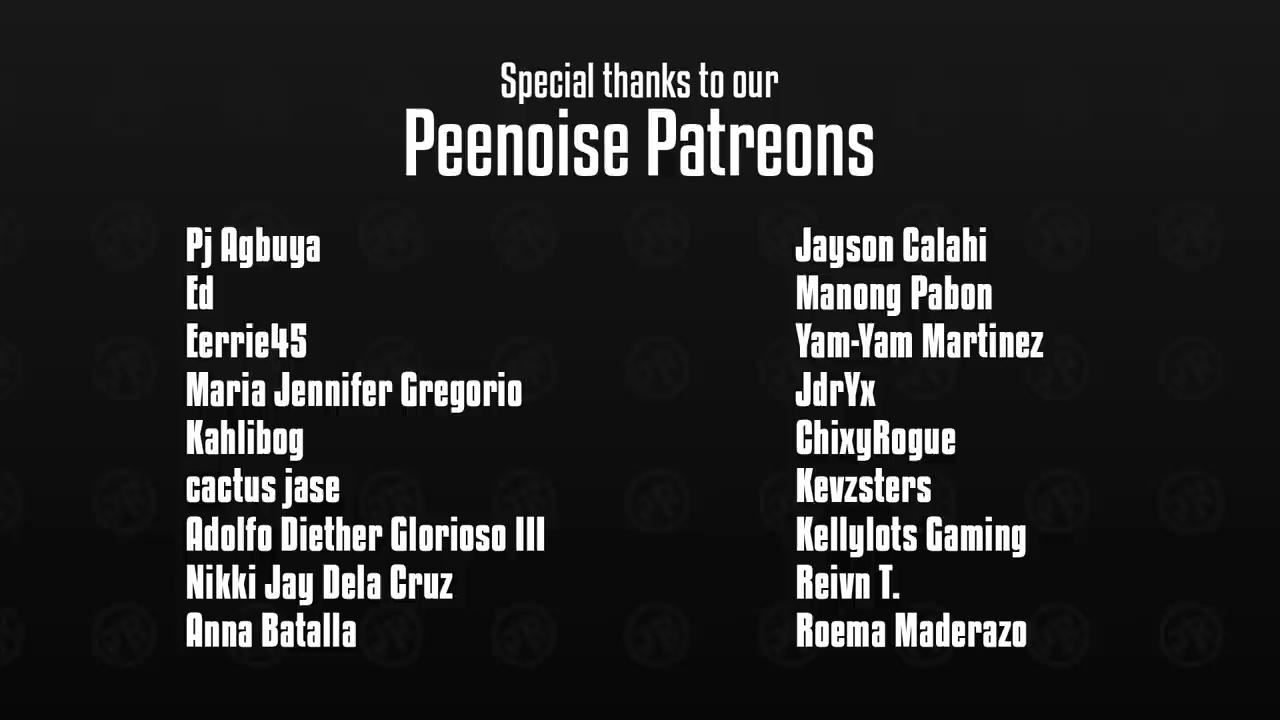 Special thanks to our
Peenoise Patreons
Pj Agbuya
Ed
Eerrie45
Maria Jennifer Gregorio
Kahlibog
cactus jase
Adolfo Diether Glorioso III
Nikki Jay Dela Cruz
Anna Batalla
Jayson Calahi
Manong Pabon
Yam-Yam Martinez
JdrYx
ChixyRogue
Kevzsters
Kellylots Gaming
Reivn T.
Roema Maderazo